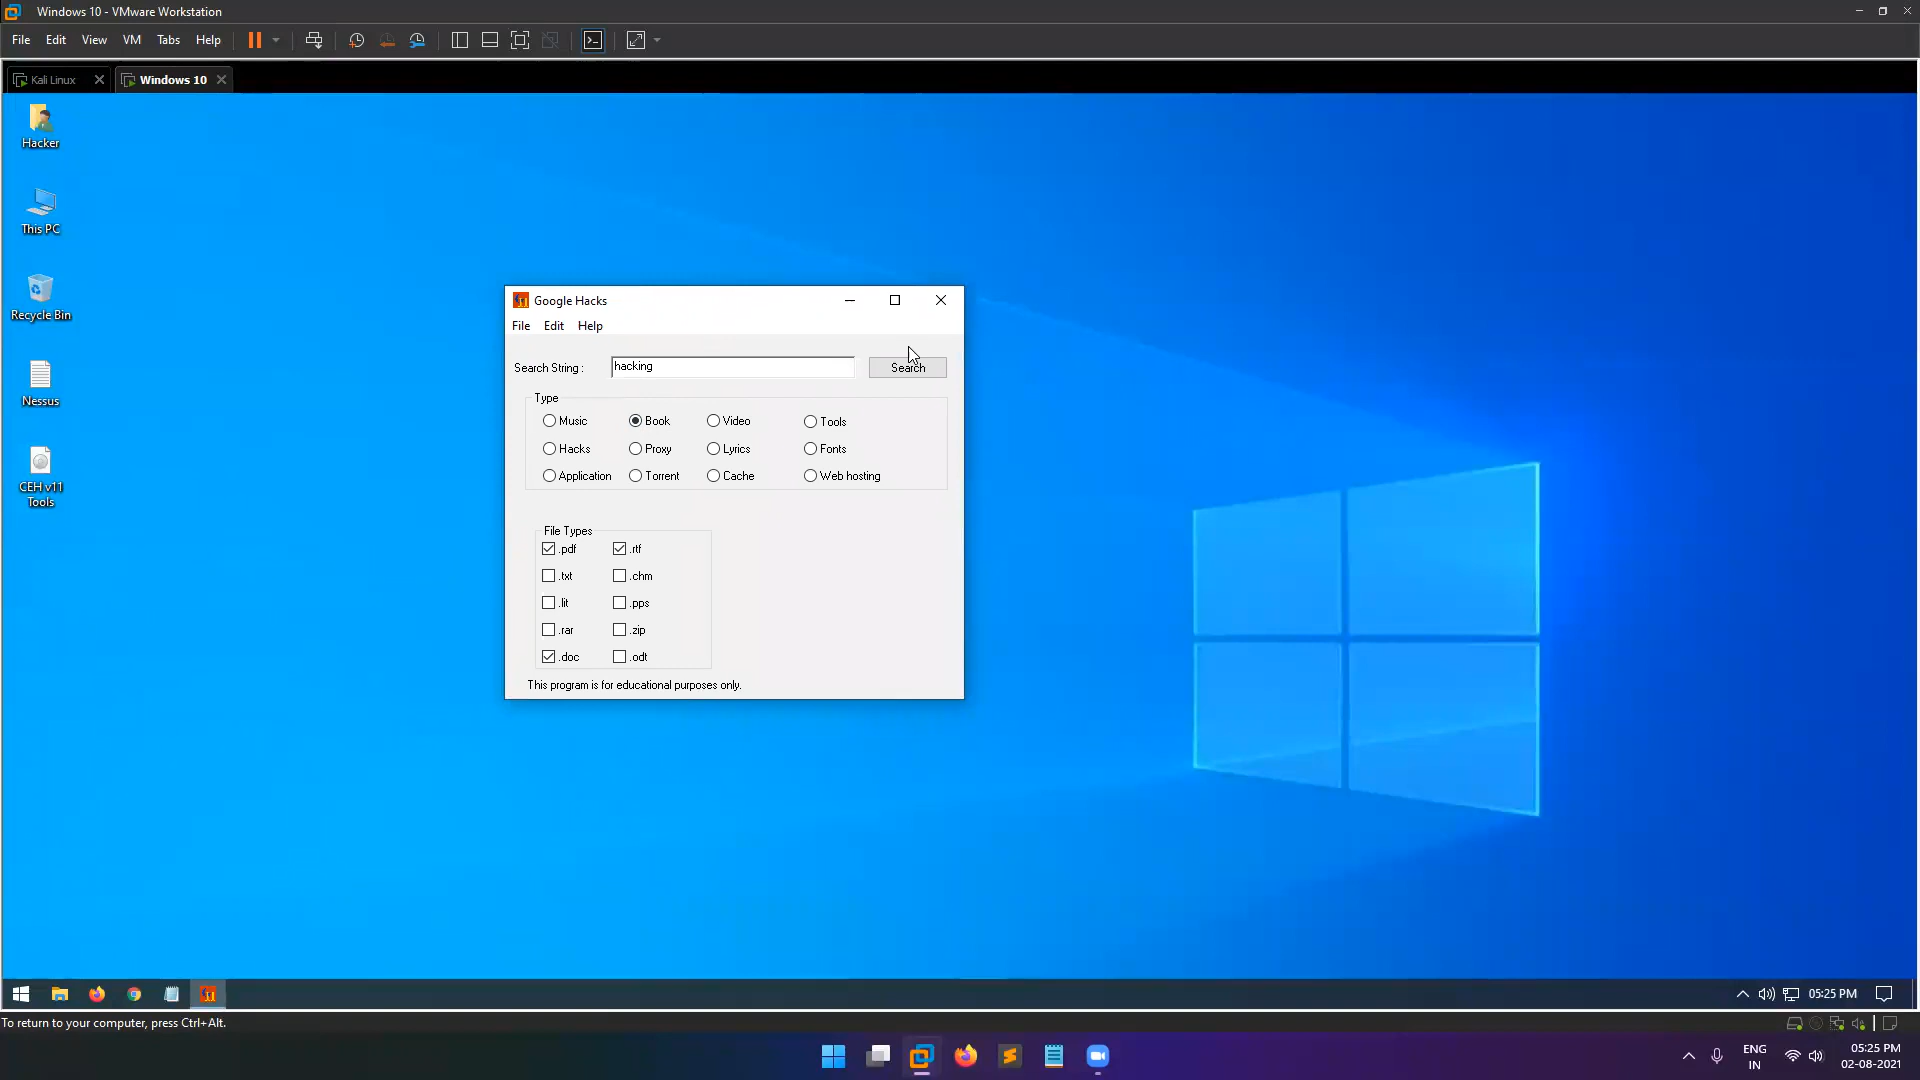 Windows 10 - VMware Workstation
File Edit View VM Tabs Help
Kali Linux Windows 10
Hacker
This PC
Recycle Bin
Nessus
CEH v11
Tools
Google Hacks
File Edit Help
Search String : hacking Search
Type
Music Book Video Tools
Hacks Proxy Lyrics Fonts
Application Torrent Cache Web hosting
File Types
.pdf .rtf
.txt .chm
.lit .pps
.rar .zip
.doc .odt
This program is for educational purposes only.
05:25 PM
To return to your computer, press Ctrl+Alt.
ENG
IN
05:25 PM
02-08-2021